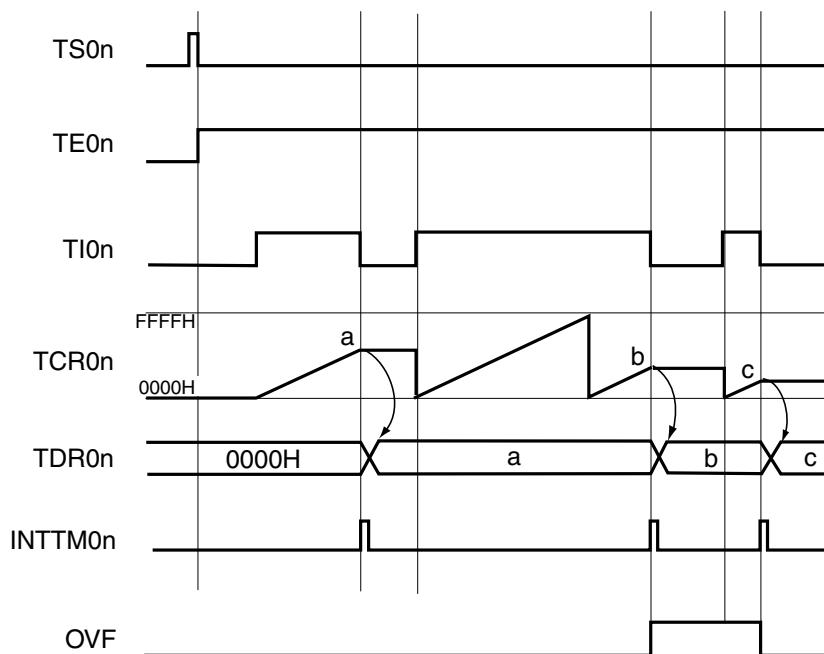 TS0n
TE0n
TI0n
FFFFH
a
b
c
TCR0n
0000H
TDR0n
0000H
a
b
c
INTTM0n
OVF